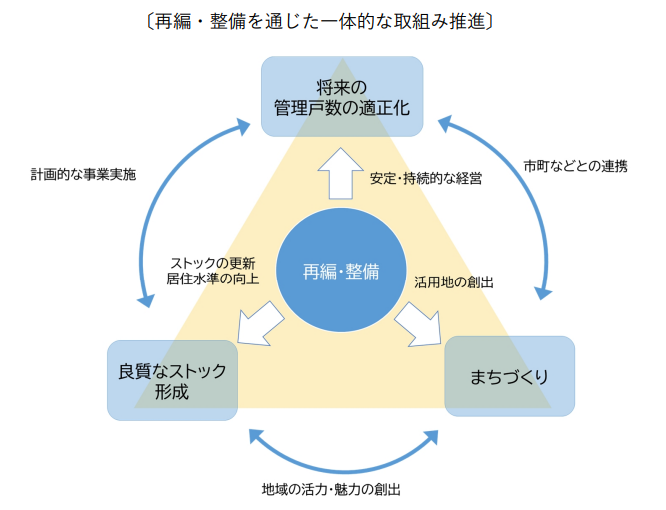 〔再編・整備を通じた一体的な取組み推進〕
将来の
管理戸数の適正化
計画的な事業実施
市町などとの連携
安定・持続的な経営
ストックの更新
居住水準の向上
再編・整備
活用地の創出
良質なストック
形成
まちづくり
地域の活力・魅力の創出